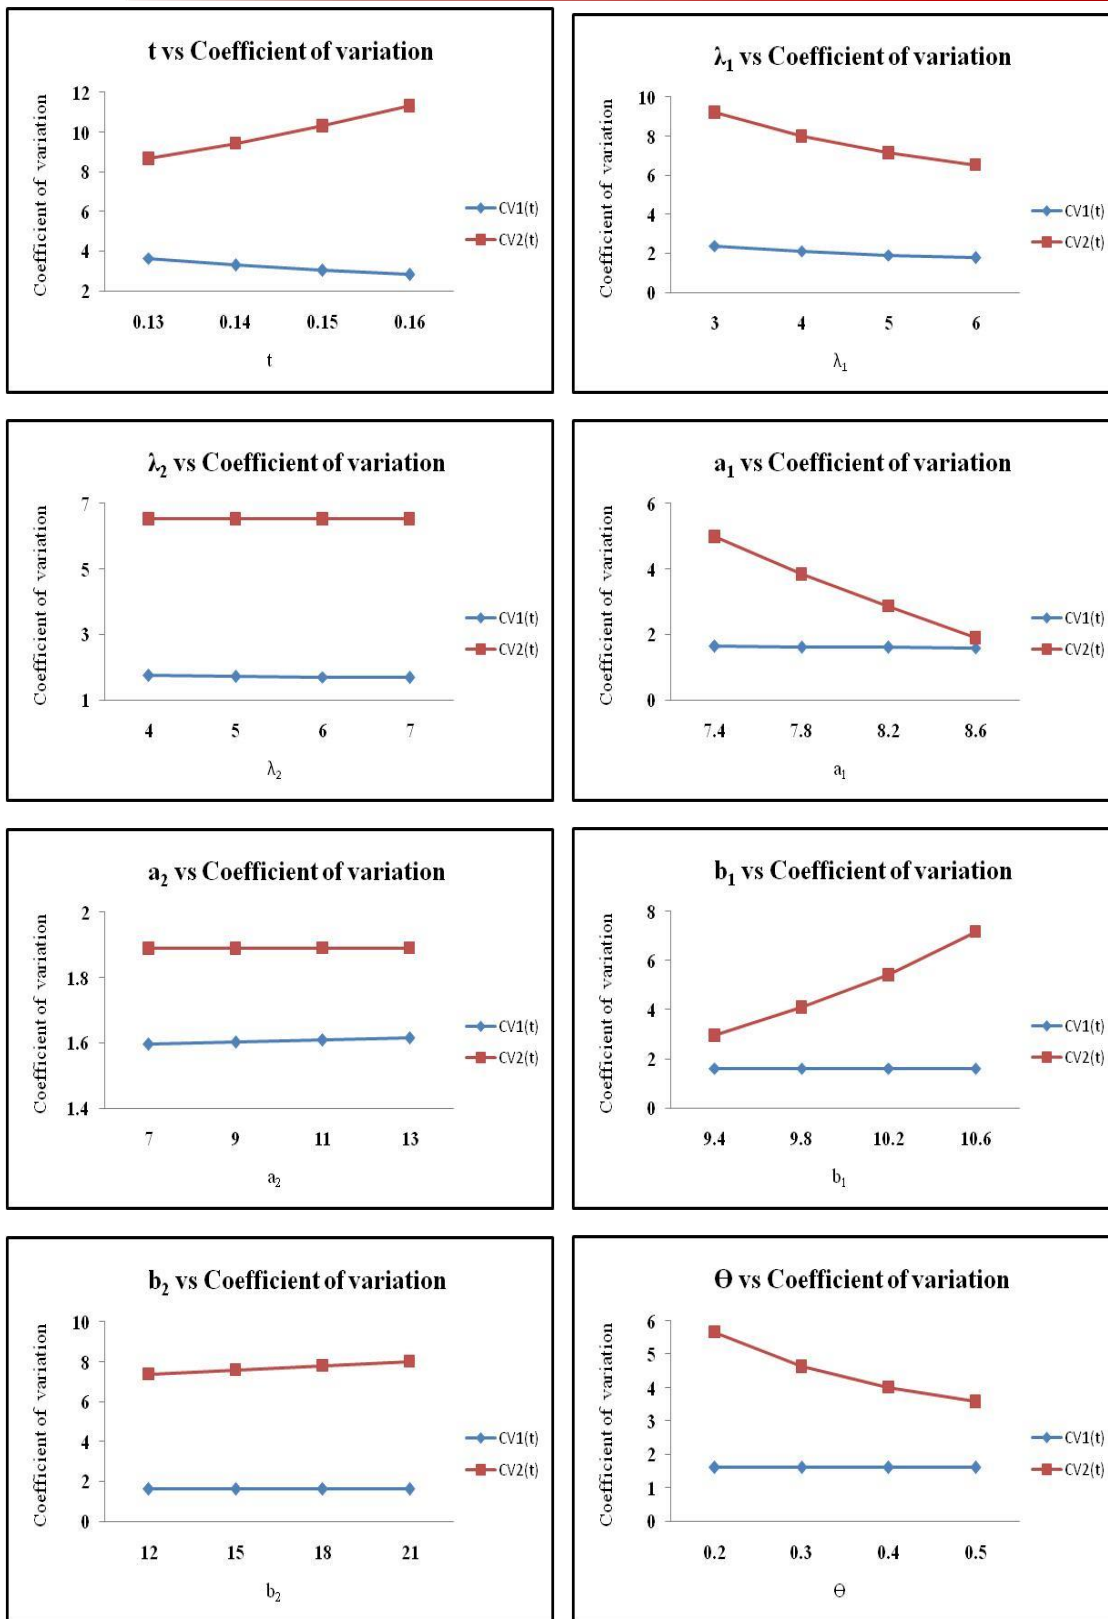 t vs Coefficient of variation
Coefficient of variation
12
10
8
6
4
2
0.13 0.14 0.15 0.16
t
CV1(t)
CV2(t)
λ₁ vs Coefficient of variation
Coefficient of variation
10
8
6
4
2
0
3 4 5 6
λ₁
CV1(t)
CV2(t)
λ₂ vs Coefficient of variation
Coefficient of variation
7
5
3
1
4 5 6 7
λ₂
CV1(t)
CV2(t)
a₁ vs Coefficient of variation
Coefficient of variation
6
4
2
0
7.4 7.8 8.2 8.6
a₁
CV1(t)
CV2(t)
a₂ vs Coefficient of variation
Coefficient of variation
2
1.8
1.6
1.4
7 9 11 13
a₂
CV1(t)
CV2(t)
b₁ vs Coefficient of variation
Coefficient of variation
8
6
4
2
0
9.4 9.8 10.2 10.6
b₁
CV1(t)
CV2(t)
b₂ vs Coefficient of variation
Coefficient of variation
10
8
6
4
2
0
12 15 18 21
b₂
CV1(t)
CV2(t)
Ө vs Coefficient of variation
Coefficient of variation
6
5
4
3
2
1
0
0.2 0.3 0.4 0.5
Ө
CV1(t)
CV2(t)